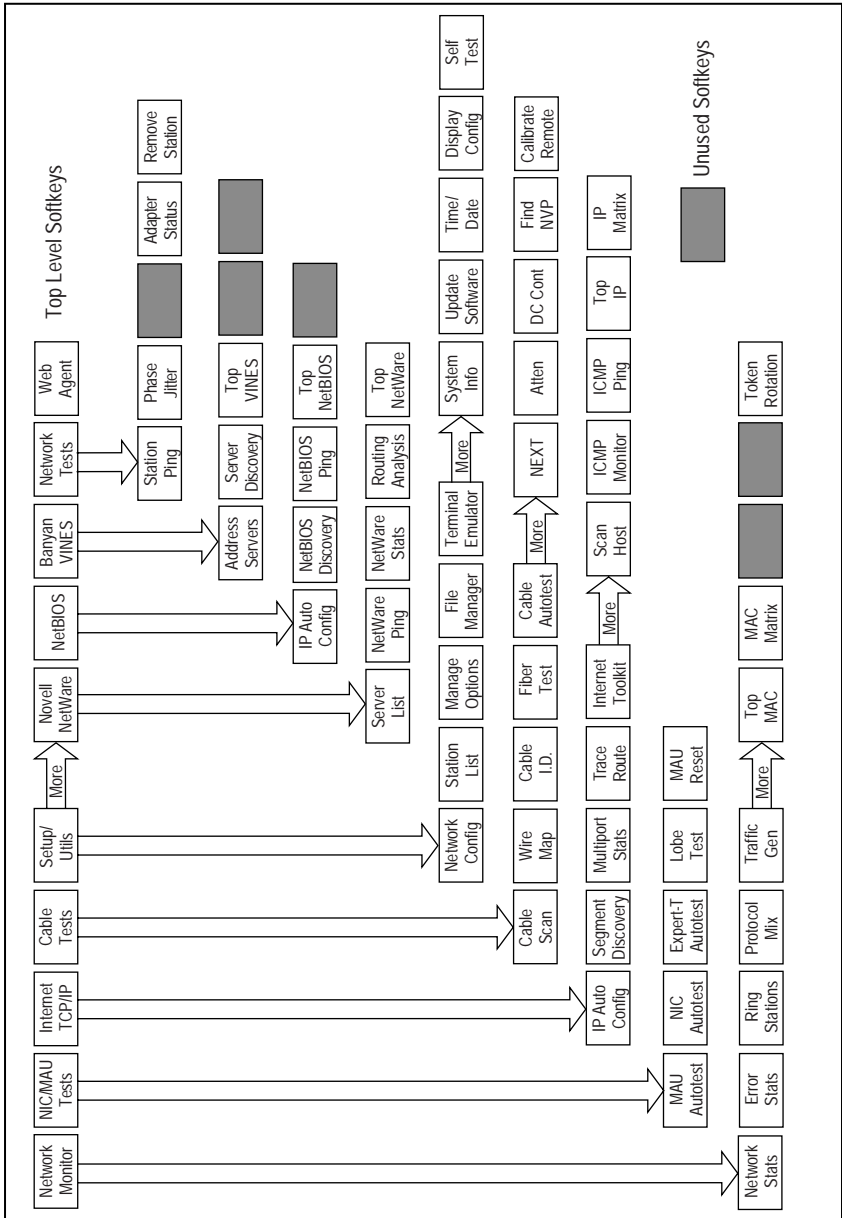 Top Level Softkeys
Network
Monitor
NIC/MAU
Tests
Internet
TCP/IP
Cable
Tests
Setup/
Utils
More
Novell
NetWare
NetBIOS
Banyan
VINES
Network
Tests
Web
Agent
Station
Ping
Phase
Jitter
Adapter
Status
Remove
Station
Address
Servers
Server
Discovery
Top
VINES
IP Auto
Config
NetBIOS
Discovery
NetBIOS
Ping
Top
NetBIOS
Server
List
NetWare
Ping
NetWare
Stats
Routing
Analysis
Top
NetWare
Network
Config
Station
List
Manage
Options
File
Manager
Terminal
Emulator
More
System
Info
Update
Software
Time/
Date
Display
Config
Self
Test
Cable
Scan
Wire
Map
Cable
I.D.
Fiber
Test
Cable
Autotest
More
NEXT
Atten
DC Cont
Find
NVP
Calibrate
Remote
IP Auto
Config
Segment
Discovery
Multiport
Stats
Trace
Route
Internet
Toolkit
More
Scan
Host
ICMP
Monitor
ICMP
Ping
Top
IP
IP
Matrix
MAU
Autotest
NIC
Autotest
Expert-T
Autotest
Lobe
Test
MAU
Reset
Network
Stats
Error
Stats
Ring
Stations
Protocol
Mix
Traffic
Gen
More
Top
MAC
MAC
Matrix
Token
Rotation
Unused Softkeys